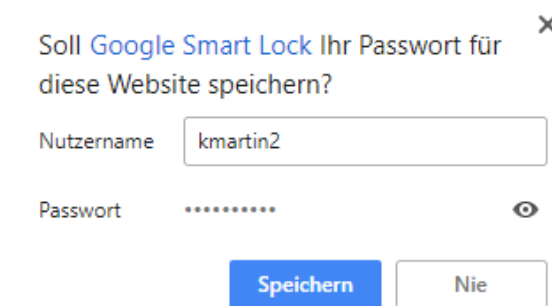 Soll Google Smart Lock Ihr Passwort für
diese Website speichern?
Nutzername kmartin2
Passwort ••••••••••
Speichern Nie